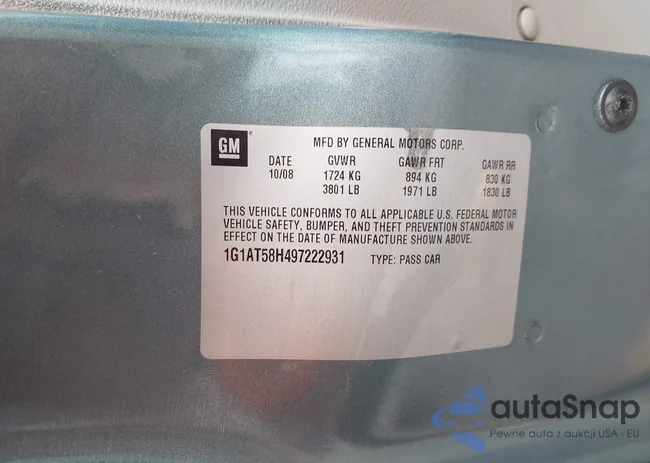 GM
MFD BY GENERAL MOTORS CORP.
DATE GVWR GAWR FRT GAWR RR
10/08 1724 KG 894 KG 830 KG
3801 LB 1971 LB 1830 LB
THIS VEHICLE CONFORMS TO ALL APPLICABLE U.S. FEDERAL MOTOR
VEHICLE SAFETY, BUMPER, AND THEFT PREVENTION STANDARDS IN
EFFECT ON THE DATE OF MANUFACTURE SHOWN ABOVE.
1G1AT58H497222931 TYPE: PASS CAR
autaSnap
Pewne auta z aukcji USA i EU